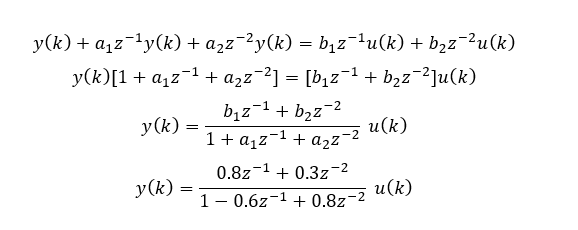 y(k) + a₁z⁻¹y(k) + a₂z⁻²y(k) = b₁z⁻¹u(k) + b₂z⁻²u(k)
y(k)[1 + a₁z⁻¹ + a₂z⁻²] = [b₁z⁻¹ + b₂z⁻²]u(k)
y(k) = (b₁z⁻¹ + b₂z⁻²)/(1 + a₁z⁻¹ + a₂z⁻²) u(k)
y(k) = (0.8z⁻¹ + 0.3z⁻²)/(1 − 0.6z⁻¹ + 0.8z⁻²) u(k)